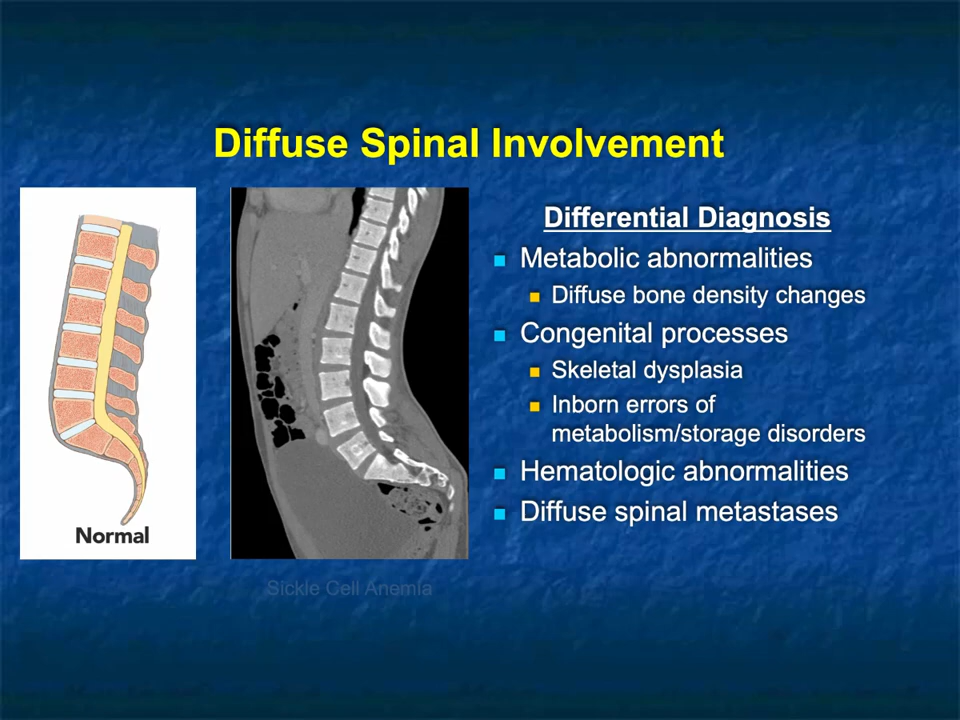 Diffuse Spinal Involvement
Differential Diagnosis
Metabolic abnormalities
Diffuse bone density changes
Congenital processes
Skeletal dysplasia
Inborn errors of
metabolism/storage disorders
Hematologic abnormalities
Diffuse spinal metastases
Normal
Sickle Cell Anemia